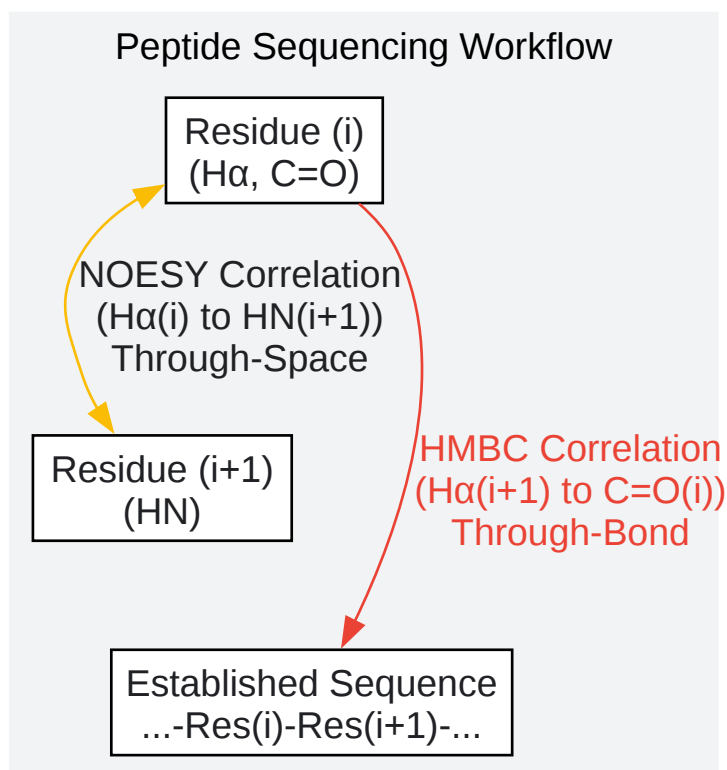 Peptide Sequencing Workflow
Residue (i)
(Hα, C=O)
NOESY Correlation
(Hα(i) to HN(i+1))
Through-Space
Residue (i+1)
(HN)
HMBC Correlation
(Hα(i+1) to C=O(i))
Through-Bond
Established Sequence
...-Res(i)-Res(i+1)-...